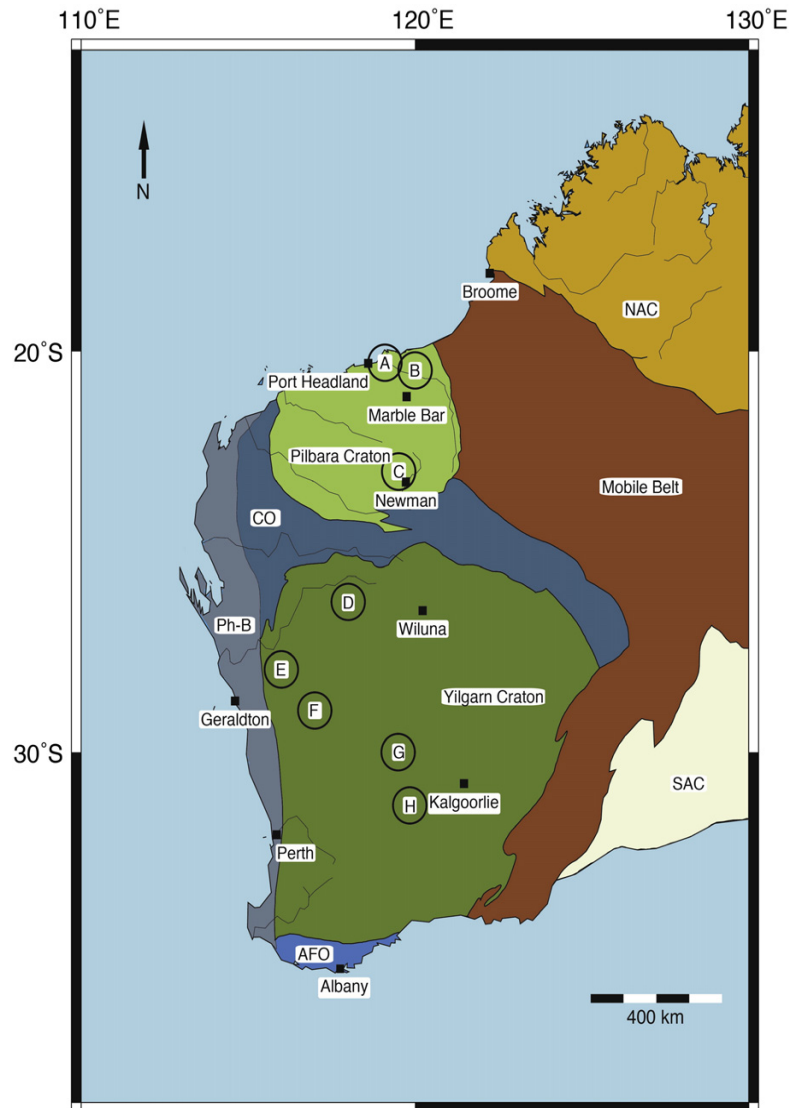 110˚E
120˚E
130˚E
N
Broome
NAC
20˚S
A
B
Port Headland
Marble Bar
Pilbara Craton
C
Newman
Mobile Belt
CO
D
Ph-B
Wiluna
E
Yilgarn Craton
F
Geraldton
G
30˚S
SAC
H
Kalgoorlie
Perth
AFO
Albany
400 km